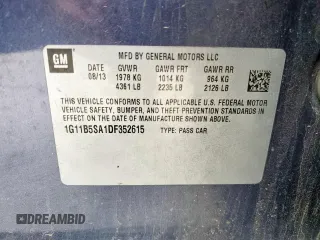 GM
MFD BY GENERAL MOTORS LLC
DATE GVWR GAWR FRT GAWR RR
08/13 1978 KG 1014 KG 964 KG
4361 LB 2235 LB 2126 LB
THIS VEHICLE CONFORMS TO ALL APPLICABLE U.S. FEDERAL MOTOR
VEHICLE SAFETY, BUMPER, AND THEFT PREVENTION STANDARDS IN
EFFECT ON THE DATE OF MANUFACTURE SHOWN ABOVE.
1G11B5SA1DF352615 TYPE: PASS CAR
DREAMBID